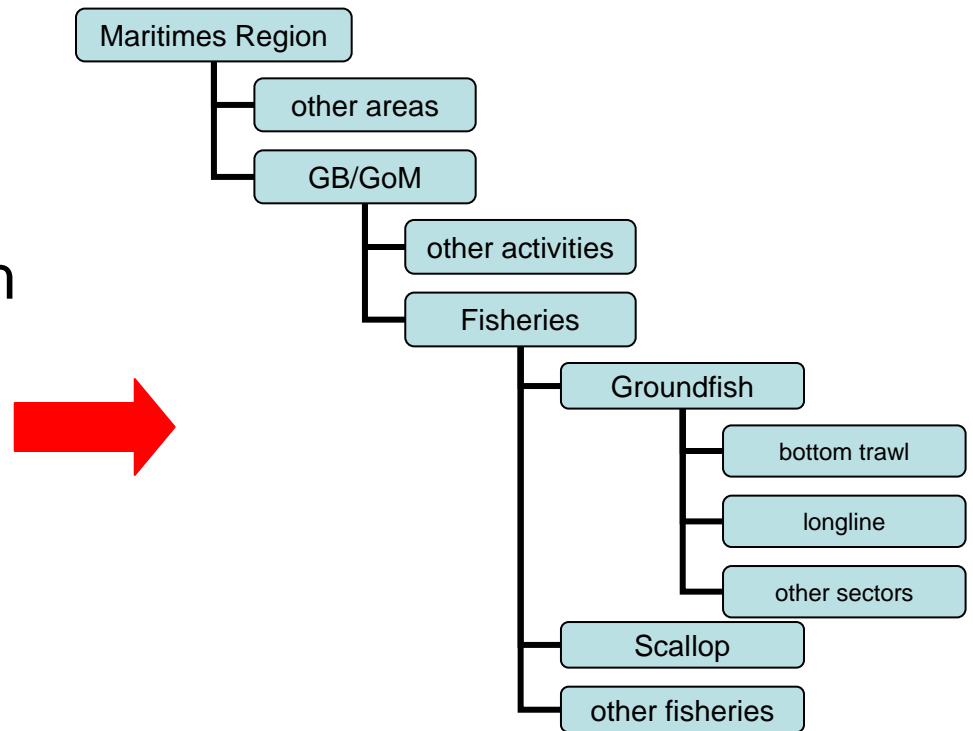 Maritimes Region
other areas
GB/GoM
other activities
n
Fisheries
Groundfish
bottom trawl
longline
other sectors
Scallop
other fisheries